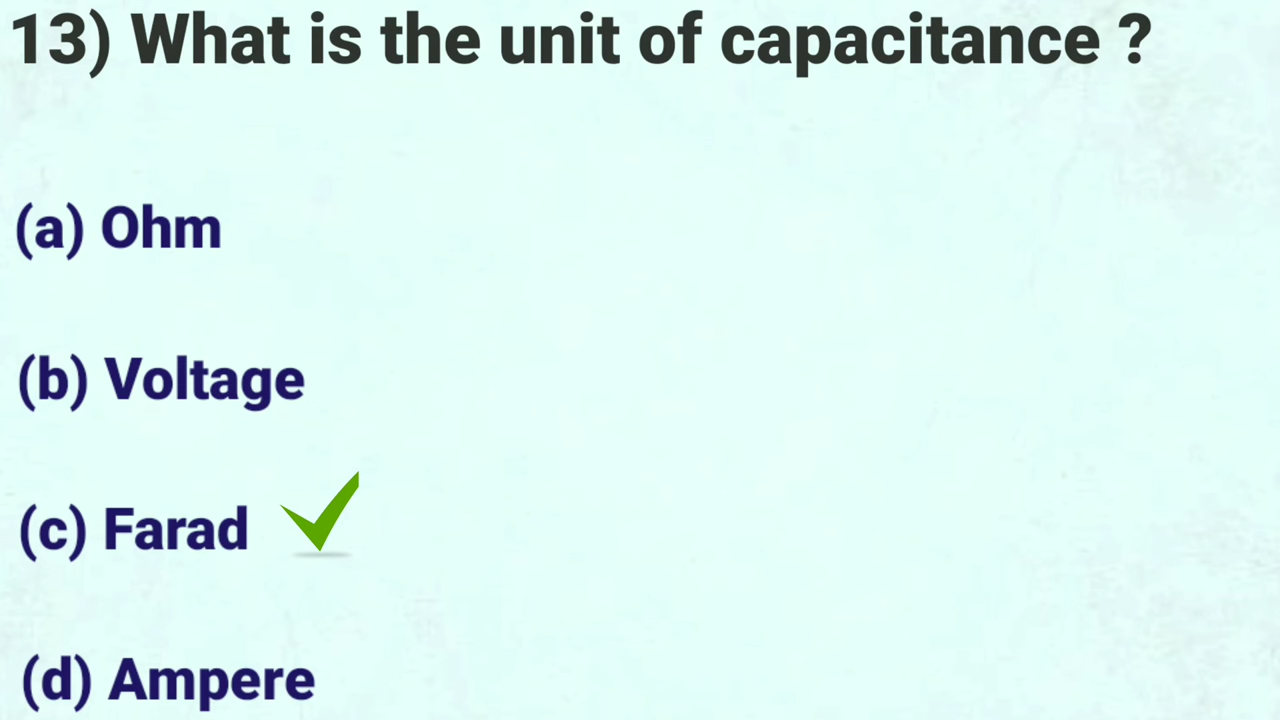 13) What is the unit of capacitance ?
(a) Ohm
(b) Voltage
(c) Farad
(d) Ampere